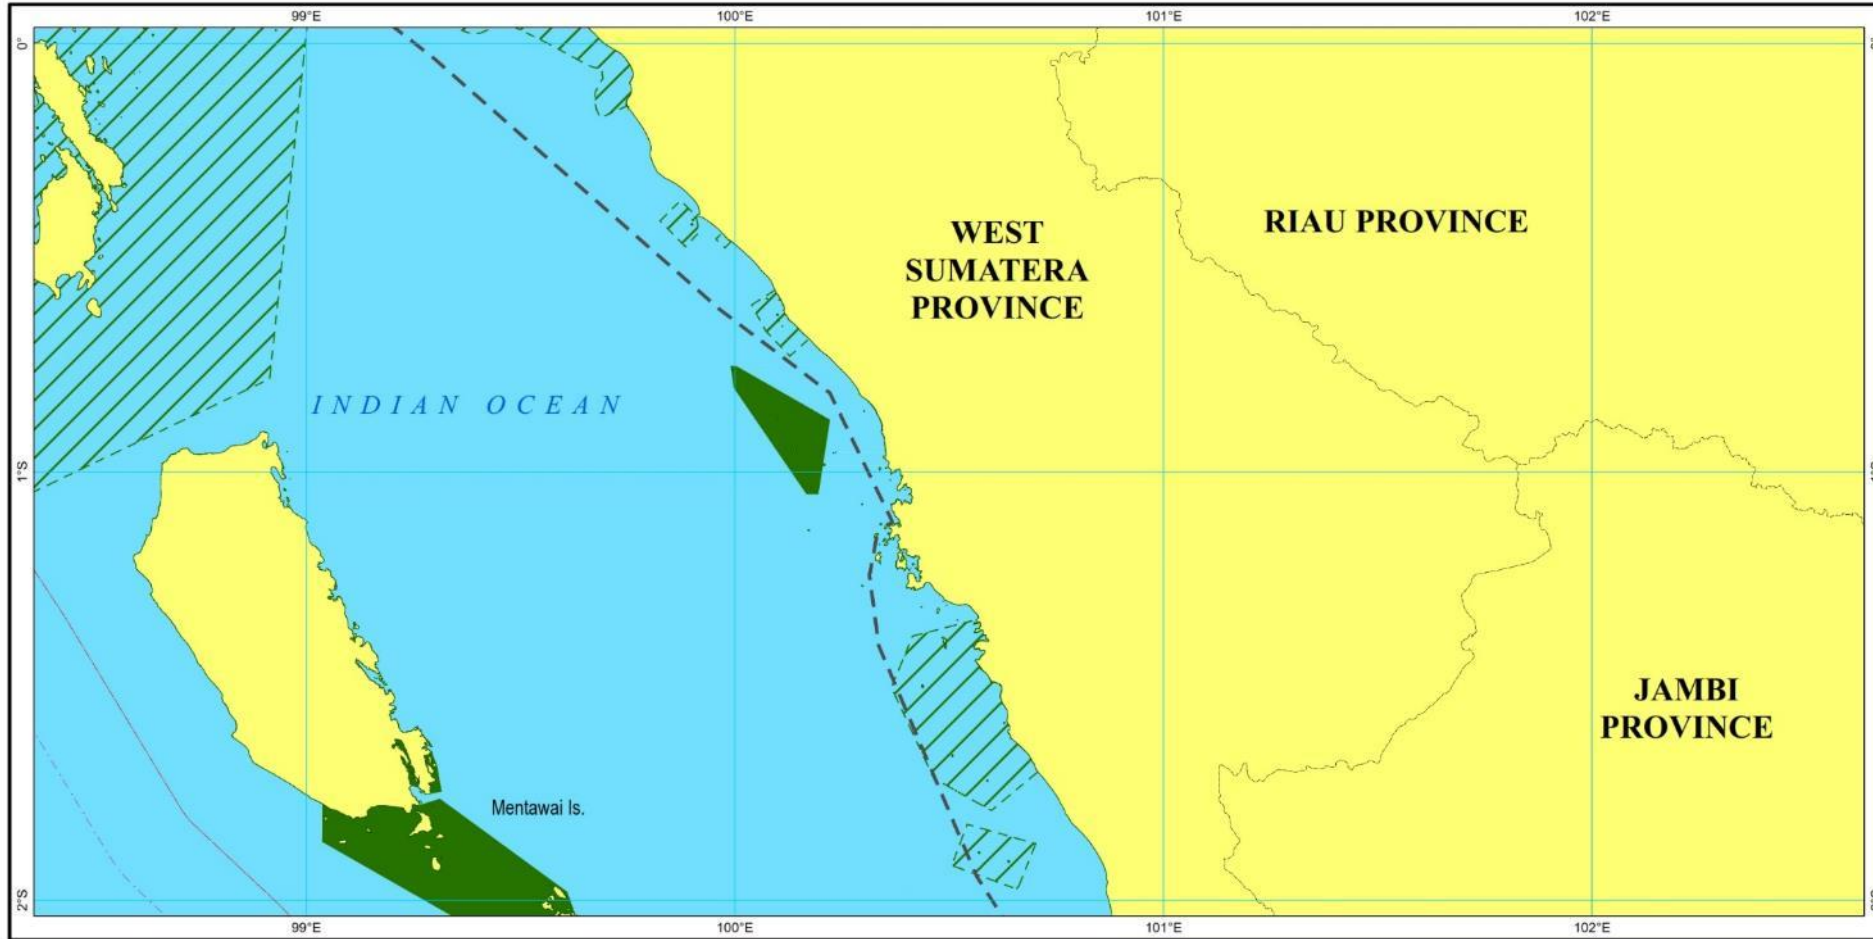 99°E 100°E 101°E 102°E
0°
WEST
SUMATERA
PROVINCE
RIAU PROVINCE
INDIAN OCEAN
1°S
JAMBI
PROVINCE
Mentawai Is.
2°S
99°E 100°E 101°E 102°E